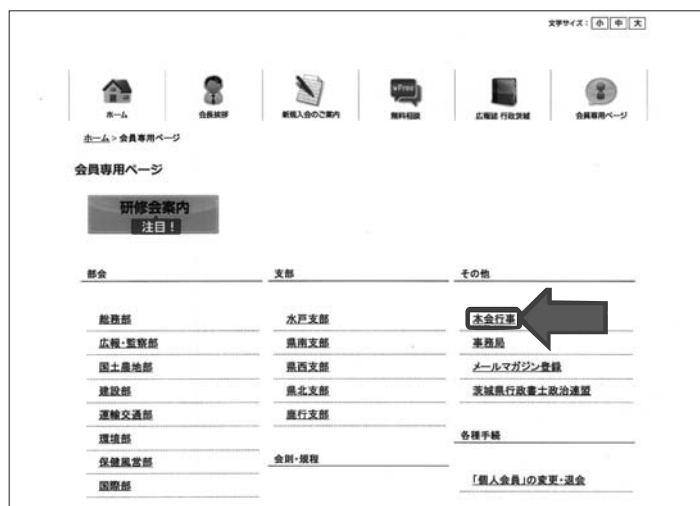 文字サイズ： 小 中 大
Free!
ホーム
会長挨拶
新規入会のご案内
無料相談
広報誌 行政茨城
会員専用ページ
ホーム > 会員専用ページ
会員専用ページ
研修会案内
注目！
部会
総務部
広報・監察部
国土農地部
建設部
運輸交通部
環境部
保健風営部
国際部
支部
水戸支部
県南支部
県西支部
県北支部
鹿行支部
会則・規程
その他
本会行事
事務局
メールマガジン登録
茨城県行政書士政治連盟
各種手続
「個人会員」の変更・退会